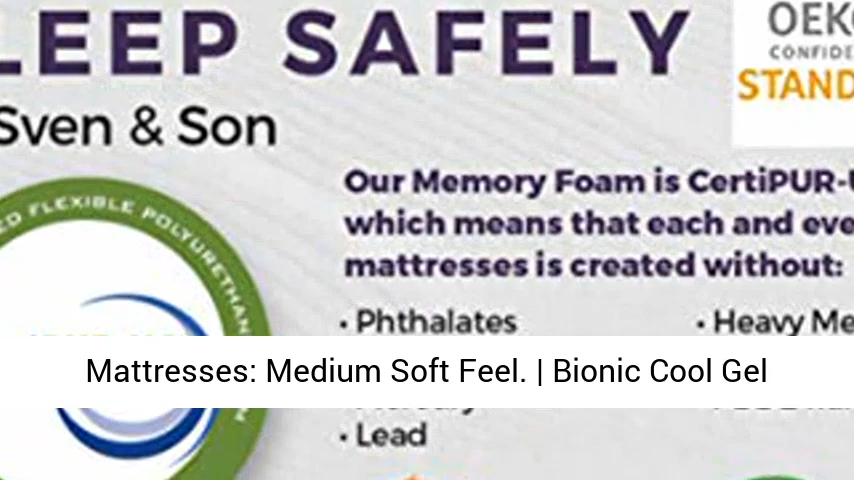 LEEP SAFELY
OEK
CONFIDE
STAND
Sven & Son
ED FLEXIBLE POLYURETHAN
Our Memory Foam is CertiPUR-U
which means that each and eve
mattresses is created without:
• Phthalates
• Heavy Me
Mattresses: Medium Soft Feel. | Bionic Cool Gel
• Lead